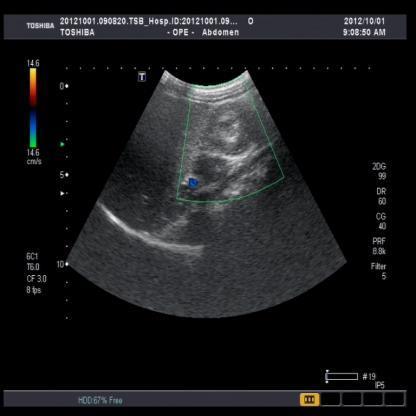 TOSHIBA 20121001.090820.TSB_Hosp.ID:20121001.09... O 2012/10/01
TOSHIBA - OPE - Abdomen 9:08:50 AM
14.6
T
0
14.6
cm/s
5
10
2DG
99
DR
60
CG
40
PRF
8.8k
Filter
5
6C1
T6.0
CF 3.0
8 fps
#19
IP5
HDD:67% Free